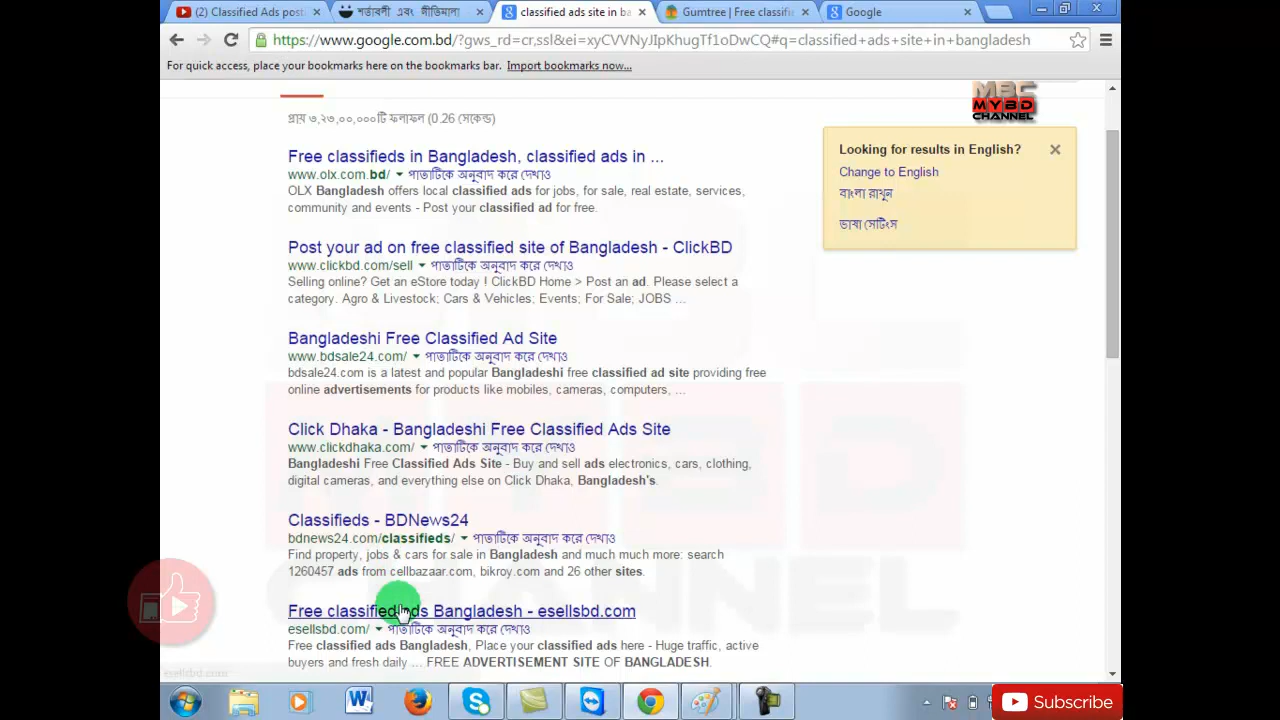 (2) Classified Ads post
শর্তাবলী এবং নীতিমালা
classified ads site in ba
Gumtree | Free classifi
Google
https://www.google.com.bd/?gws_rd=cr,ssl&ei=xyCVVNyJIpKhugTf1oDwCQ#q=classified+ads+site+in+bangladesh
For quick access, place your bookmarks here on the bookmarks bar. Import bookmarks now...
MBC
MYBD
CHANNEL
প্রায় ৩,২৩,০০,০০০টি ফলাফল (0.26 সেকেন্ড)
Looking for results in English?
Change to English
বাংলা রাখুন
ভাষা সেটিংস
Free classifieds in Bangladesh, classified ads in ...
www.olx.com.bd/ পাতাটিকে অনুবাদ করে দেখাও
OLX Bangladesh offers local classified ads for jobs, for sale, real estate, services,
community and events - Post your classified ad for free.
Post your ad on free classified site of Bangladesh - ClickBD
www.clickbd.com/sell পাতাটিকে অনুবাদ করে দেখাও
Selling online? Get an eStore today ! ClickBD Home > Post an ad. Please select a
category. Agro & Livestock; Cars & Vehicles; Events; For Sale; JOBS ...
Bangladeshi Free Classified Ad Site
www.bdsale24.com/ পাতাটিকে অনুবাদ করে দেখাও
bdsale24.com is a latest and popular Bangladeshi free classified ad site providing free
online advertisements for products like mobiles, cameras, computers, ...
Click Dhaka - Bangladeshi Free Classified Ads Site
www.clickdhaka.com/ পাতাটিকে অনুবাদ করে দেখাও
Bangladeshi Free Classified Ads Site - Buy and sell ads electronics, cars, clothing,
digital cameras, and everything else on Click Dhaka, Bangladesh's.
Classifieds - BDNews24
bdnews24.com/classifieds/ পাতাটিকে অনুবাদ করে দেখাও
Find property, jobs & cars for sale in Bangladesh and much much more: search
1260457 ads from cellbazaar.com, bikroy.com and 26 other sites.
Free classified ads Bangladesh - esellsbd.com
esellsbd.com/ পাতাটিকে অনুবাদ করে দেখাও
Free classified ads Bangladesh, Place your classified ads here - Huge traffic, active
buyers and fresh daily ... FREE ADVERTISEMENT SITE OF BANGLADESH.
esellsbd.com
MYBD
CHANNEL
Subscribe